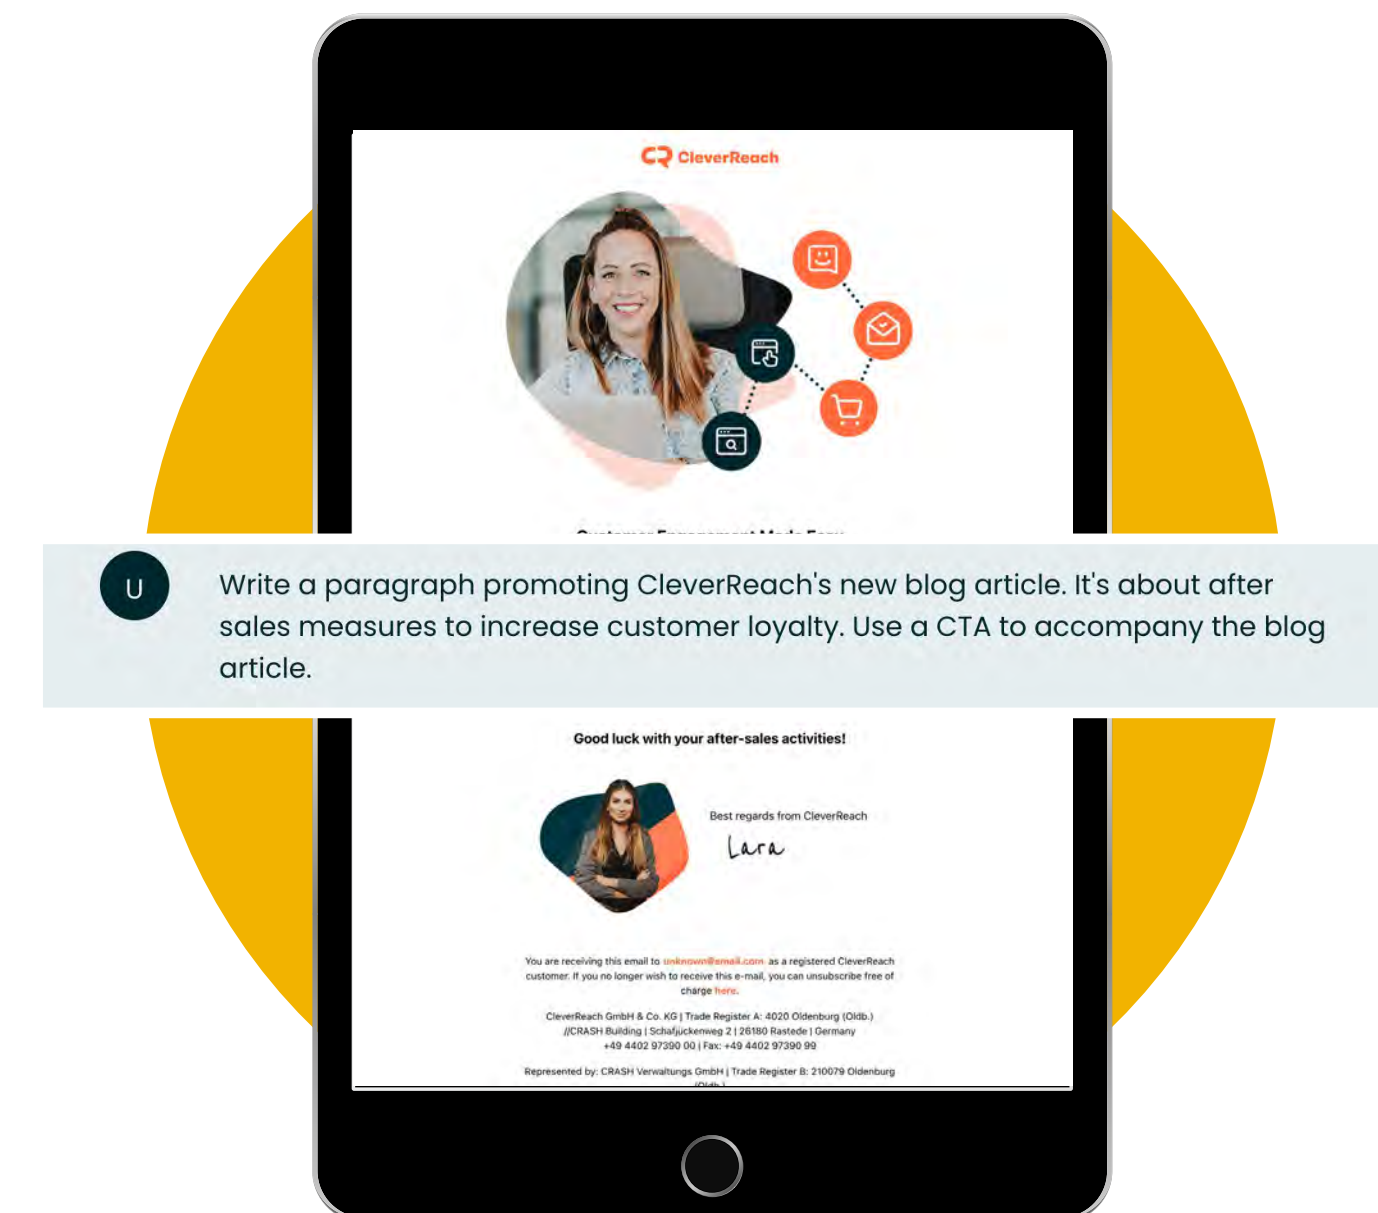 CleverReach
Customer Engagement Made Easy
U
Write a paragraph promoting CleverReach's new blog article. It's about after
sales measures to increase customer loyalty. Use a CTA to accompany the blog
article.
Good luck with your after-sales activities!
Best regards from CleverReach
Lara
You are receiving this email to unknown@email.com as a registered CleverReach
customer. If you no longer wish to receive this e-mail, you can unsubscribe free of
charge here.
CleverReach GmbH & Co. KG | Trade Register A: 4020 Oldenburg (Oldb.)
//CRASH Building | Schafjückenweg 2 | 26180 Rastede | Germany
+49 4402 97390 00 | Fax: +49 4402 97390 99
Represented by: CRASH Verwaltungs GmbH | Trade Register B: 210079 Oldenburg
(Oldb.)